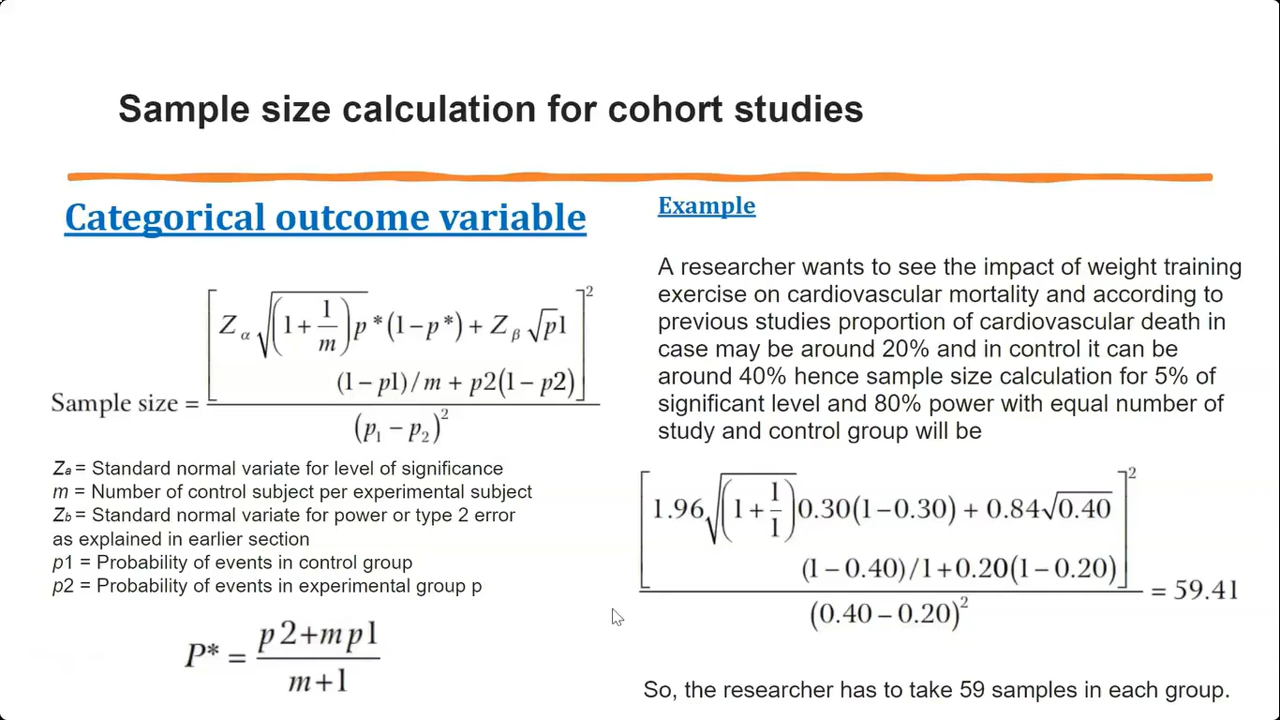 Sample size calculation for cohort studies
Categorical outcome variable
Sample size = [Zα√(1+1/m)p*(1−p*)+Zβ√p1
(1−p1)/m+p2(1−p2)]²
(p₁−p₂)²
Za = Standard normal variate for level of significance
m = Number of control subject per experimental subject
Zb = Standard normal variate for power or type 2 error
as explained in earlier section
p1 = Probability of events in control group
p2 = Probability of events in experimental group p
P* = p2+mp1
m+1
Example
A researcher wants to see the impact of weight training
exercise on cardiovascular mortality and according to
previous studies proportion of cardiovascular death in
case may be around 20% and in control it can be
around 40% hence sample size calculation for 5% of
significant level and 80% power with equal number of
study and control group will be
[1.96√(1+1/1)0.30(1−0.30)+0.84√0.40
(1−0.40)/1+0.20(1−0.20)]²
(0.40−0.20)² = 59.41
So, the researcher has to take 59 samples in each group.